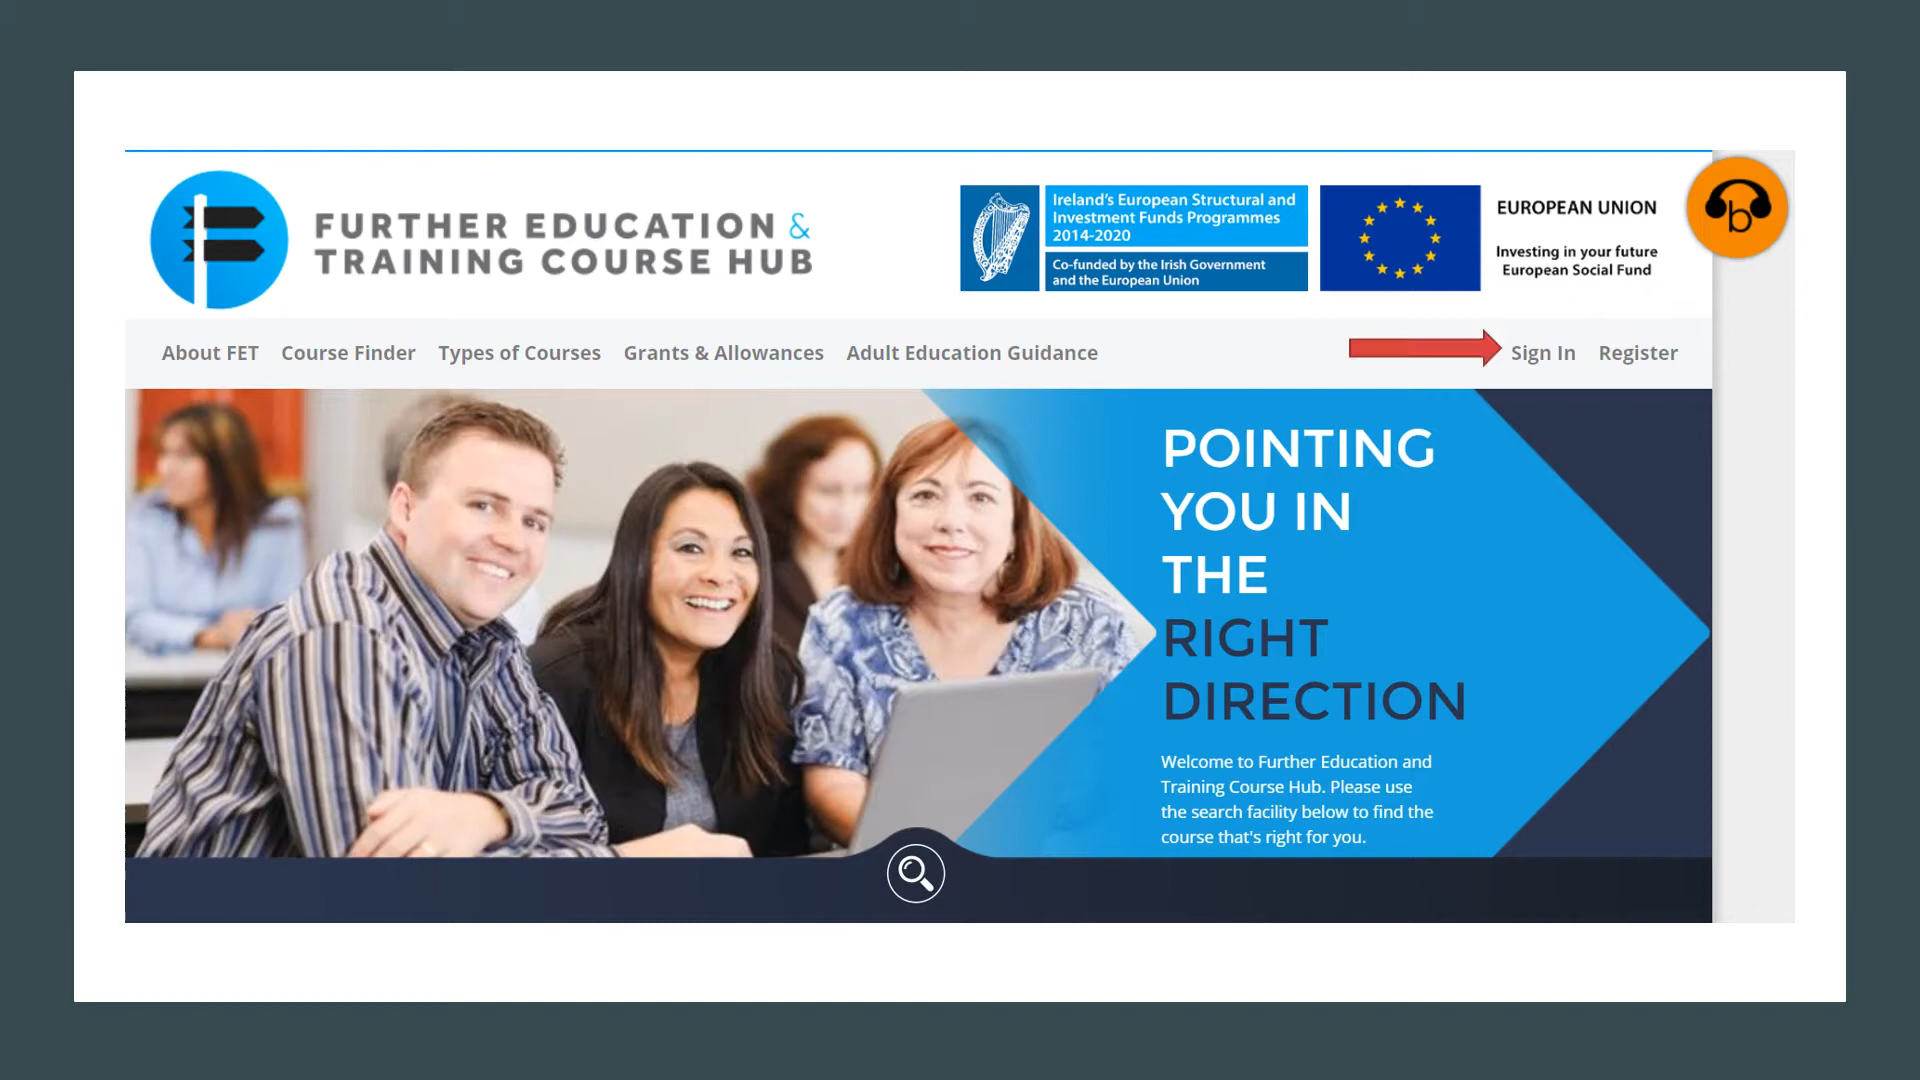 FURTHER EDUCATION &
TRAINING COURSE HUB
Ireland's European Structural and
Investment Funds Programmes
2014-2020
Co-funded by the Irish Government
and the European Union
EUROPEAN UNION
Investing in your future
European Social Fund
b
About FET Course Finder Types of Courses Grants & Allowances Adult Education Guidance Sign In Register
POINTING
YOU IN
THE
RIGHT
DIRECTION
Welcome to Further Education and
Training Course Hub. Please use
the search facility below to find the
course that's right for you.